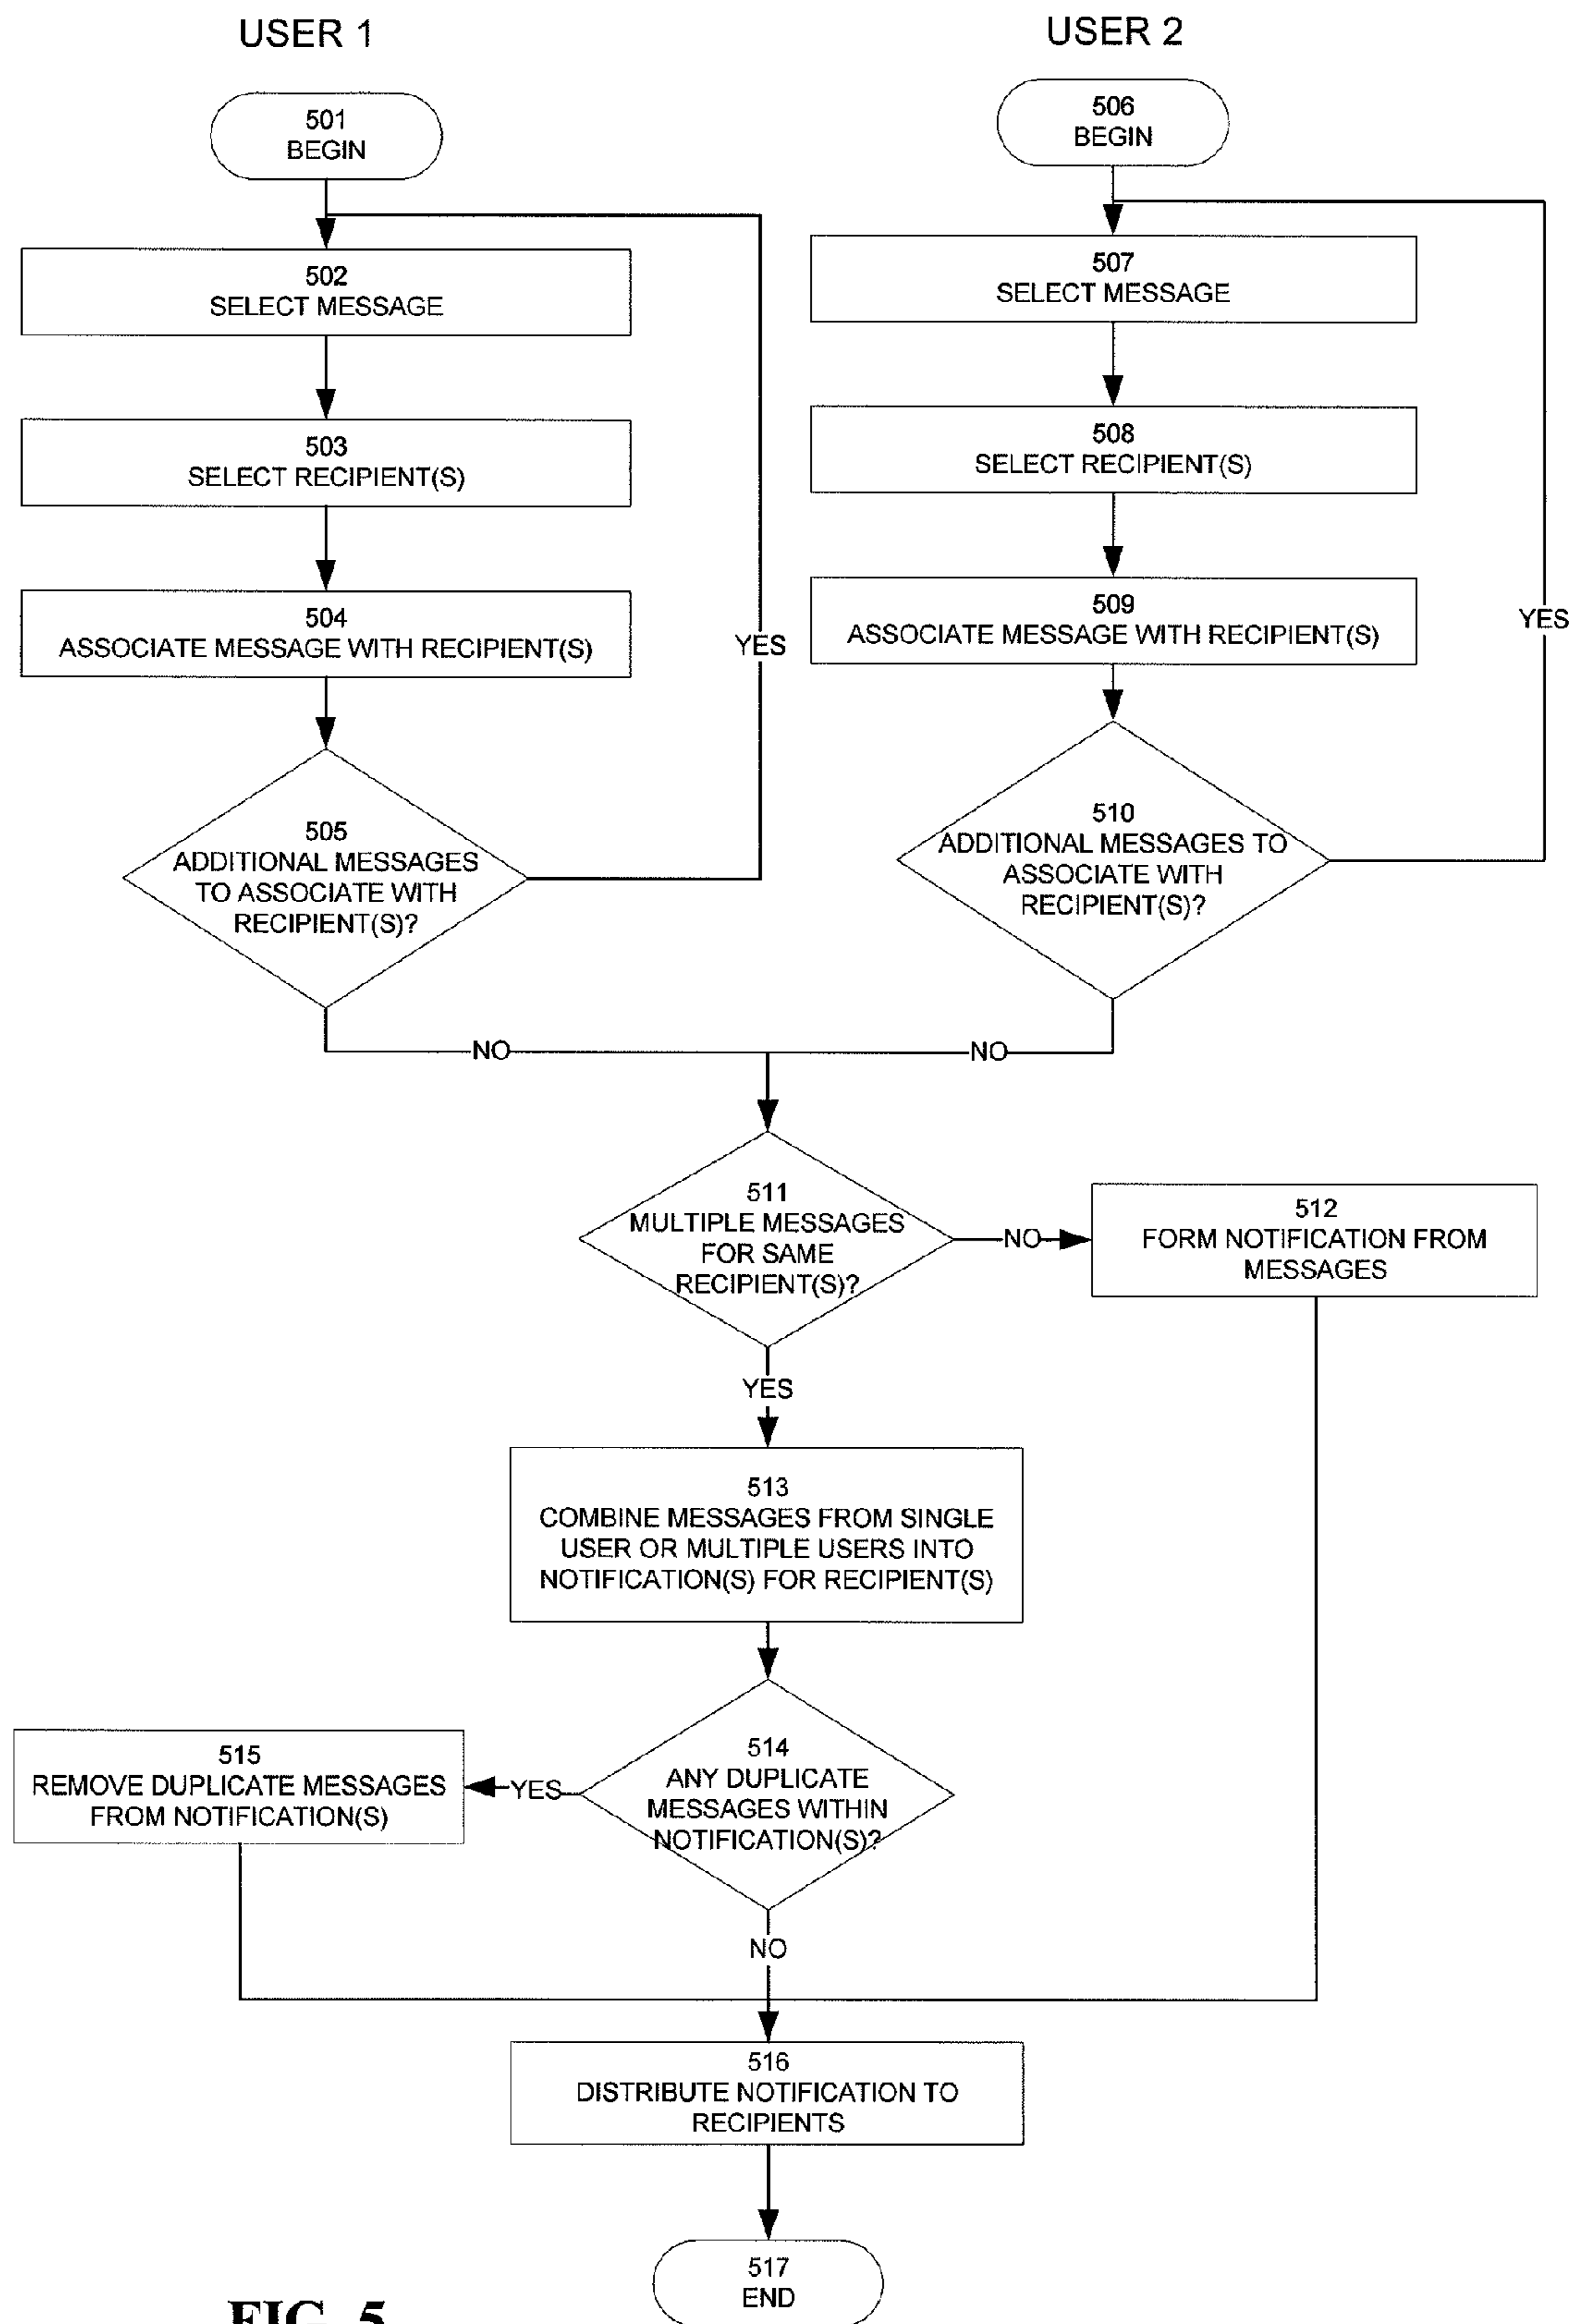 USER 1
501
BEGIN
502
SELECT MESSAGE
503
SELECT RECIPIENT(S)
504
ASSOCIATE MESSAGE WITH RECIPIENT(S)
YES
505
ADDITIONAL MESSAGES
TO ASSOCIATE WITH
RECIPIENT(S)?
NO
USER 2
506
BEGIN
507
SELECT MESSAGE
508
SELECT RECIPIENT(S)
509
ASSOCIATE MESSAGE WITH RECIPIENT(S)
YES
510
ADDITIONAL MESSAGES TO
ASSOCIATE WITH
RECIPIENT(S)?
NO
511
MULTIPLE MESSAGES
FOR SAME
RECIPIENT(S)?
NO
512
FORM NOTIFICATION FROM
MESSAGES
YES
513
COMBINE MESSAGES FROM SINGLE
USER OR MULTIPLE USERS INTO
NOTIFICATION(S) FOR RECIPIENT(S)
514
ANY DUPLICATE
MESSAGES WITHIN
NOTIFICATION(S)?
YES
515
REMOVE DUPLICATE MESSAGES
FROM NOTIFICATION(S)
NO
516
DISTRIBUTE NOTIFICATION TO
RECIPIENTS
517
END
FIG. 5